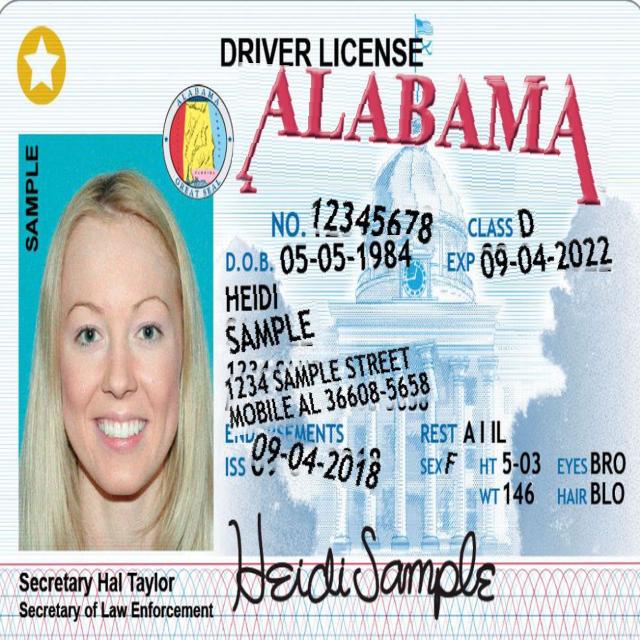 DRIVER LICENSE
ALABAMA
ALABAMA
GREAT SEAL
SAMPLE
NO. 12345678 CLASS D
D.O.B. 05-05-1984 EXP 09-04-2022
HEIDI
SAMPLE
1234 SAMPLE STREET
MOBILE AL 36608-5658
REST A I IL
ISS 09-04-2018
SEX F HT 5-03 EYES BRO
WT 146 HAIR BLO
Heidi Sample
Secretary Hal Taylor
Secretary of Law Enforcement